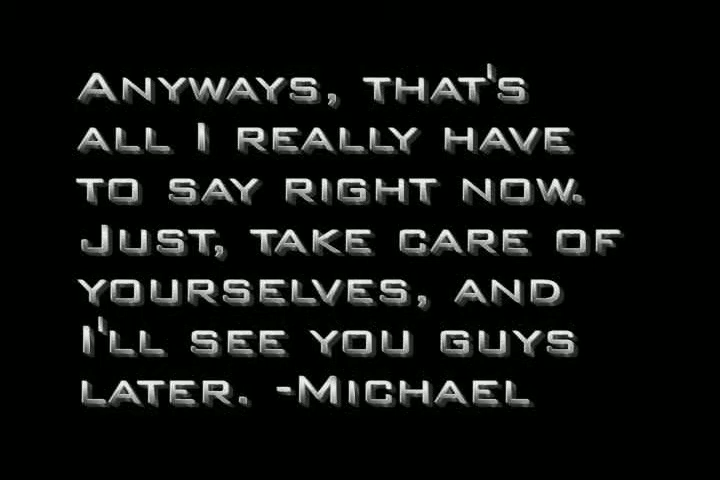 Anyways, that's
all I really have
to say right now.
Just, take care of
yourselves, and
I'll see you guys
later. -Michael